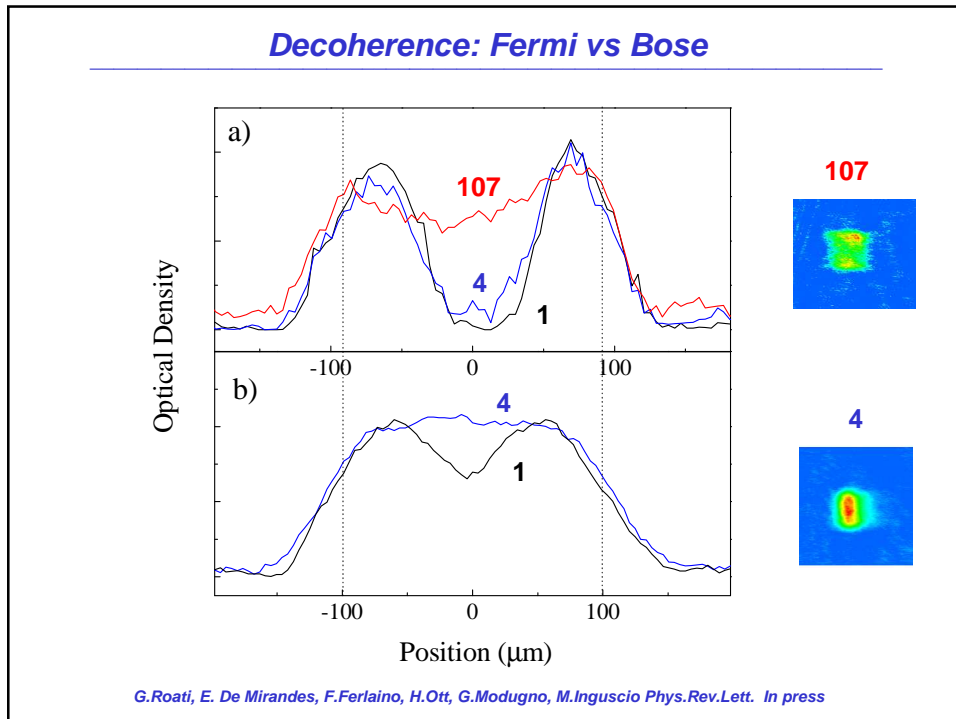 Decoherence: Fermi vs Bose
a)
107
4
1
-100 0 100
b)
4
1
-100 0 100
Optical Density
Position (μm)
107
4
G.Roati, E. De Mirandes, F.Ferlaino, H.Ott, G.Modugno, M.Inguscio Phys.Rev.Lett. In press